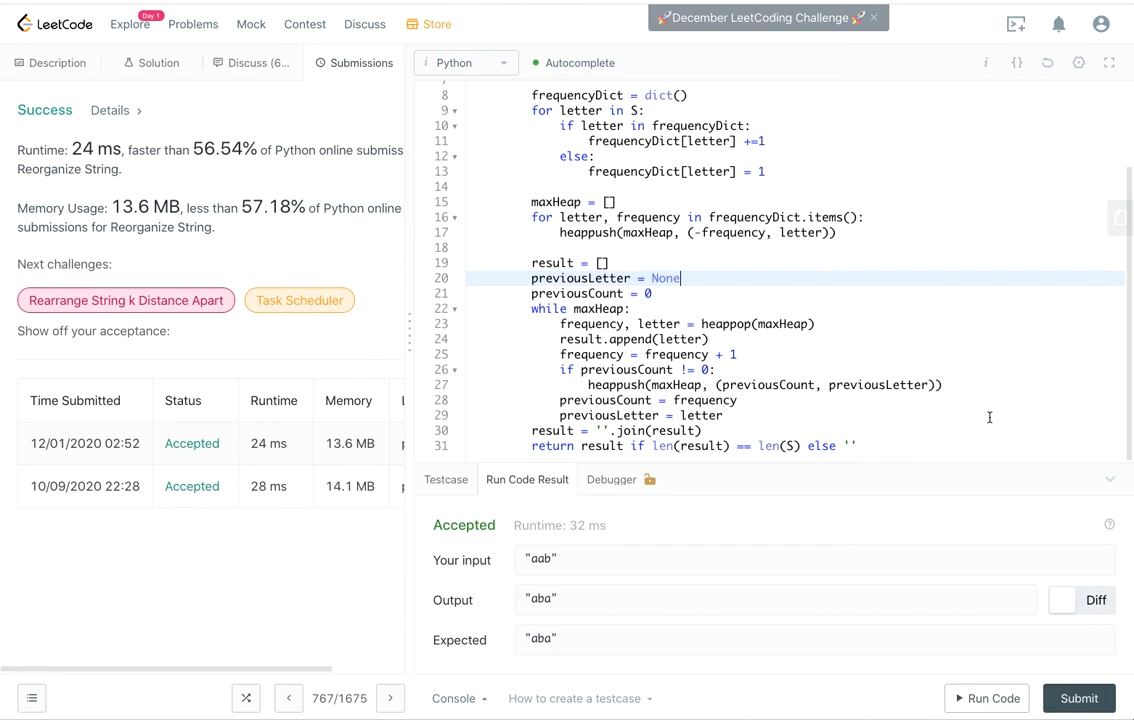 LeetCode
Day 1
Explore
Problems
Mock
Contest
Discuss
Store
🚀December LeetCoding Challenge 🚀 ×
Description
Solution
Discuss (6...
Submissions
i Python
Autocomplete
i {}
Success Details >
Runtime: 24 ms, faster than 56.54% of Python online submiss
Reorganize String.
Memory Usage: 13.6 MB, less than 57.18% of Python online
submissions for Reorganize String.
Next challenges:
Rearrange String k Distance Apart
Task Scheduler
Show off your acceptance:
Time Submitted Status Runtime Memory
12/01/2020 02:52 Accepted 24 ms 13.6 MB p
10/09/2020 22:28 Accepted 28 ms 14.1 MB p
8 frequencyDict = dict()
9 for letter in S:
10 if letter in frequencyDict:
11 frequencyDict[letter] +=1
12 else:
13 frequencyDict[letter] = 1
14
15 maxHeap = []
16 for letter, frequency in frequencyDict.items():
17 heappush(maxHeap, (-frequency, letter))
18
19 result = []
20 previousLetter = None
21 previousCount = 0
22 while maxHeap:
23 frequency, letter = heappop(maxHeap)
24 result.append(letter)
25 frequency = frequency + 1
26 if previousCount != 0:
27 heappush(maxHeap, (previousCount, previousLetter))
28 previousCount = frequency
29 previousLetter = letter
30 result = ''.join(result)
31 return result if len(result) == len(S) else ''
Testcase
Run Code Result
Debugger
Accepted Runtime: 32 ms
Your input "aab"
Output "aba"
Diff
Expected "aba"
< 767/1675 >
Console
How to create a testcase
Run Code
Submit